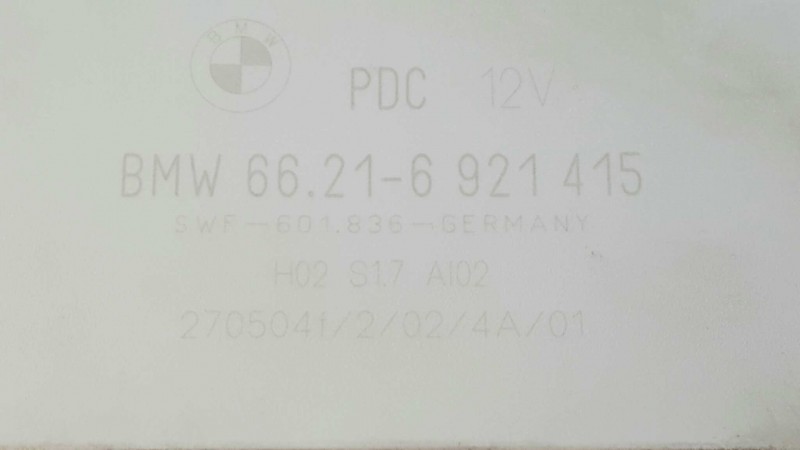 BMW
PDC 12V
BMW 66.21-6 921 415
SWF-601.836-GERMANY
H02 S1.7 AI02
270504f/2/02/4A/01